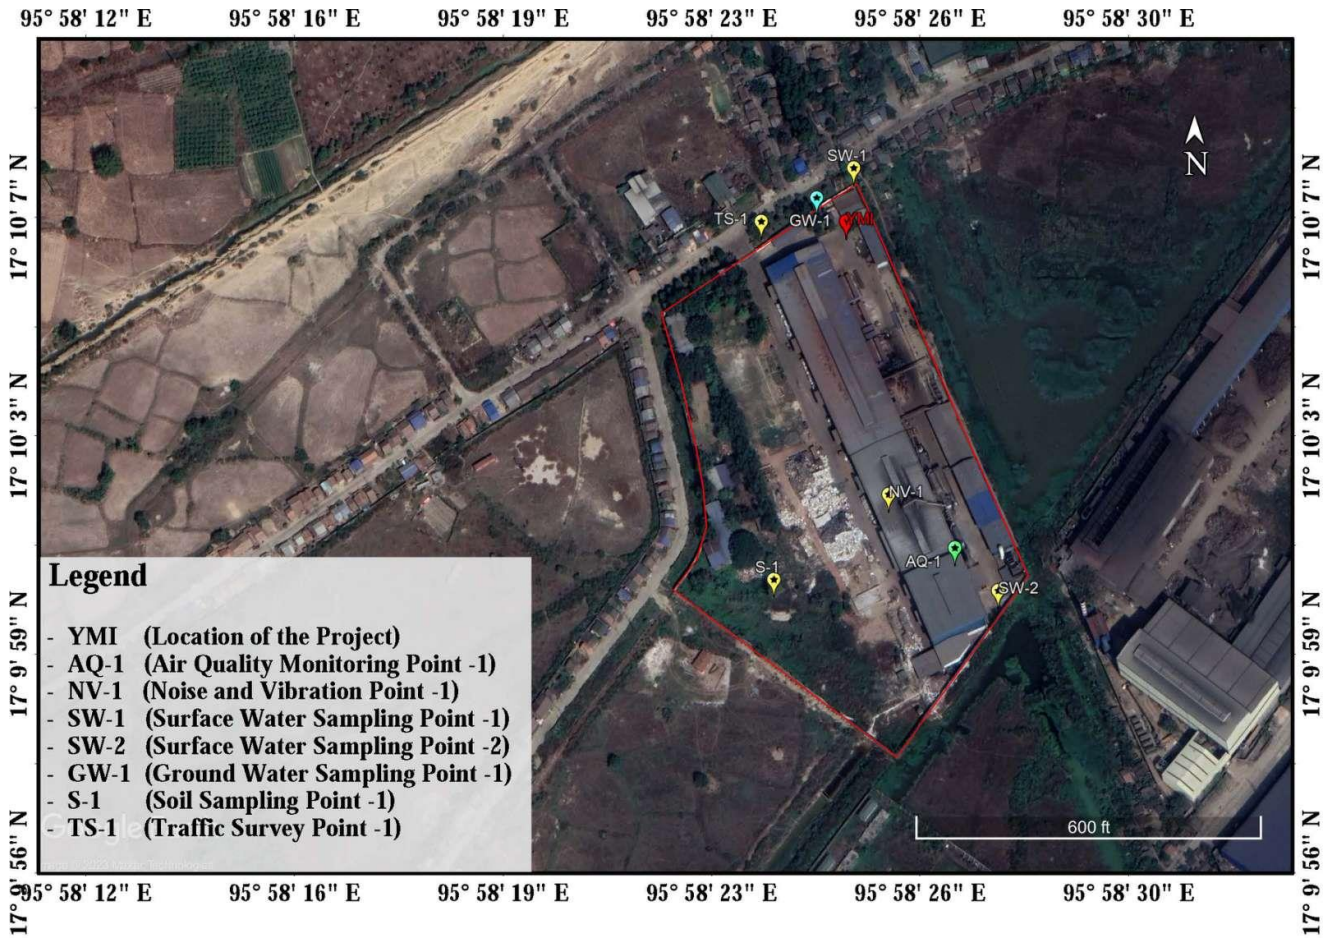 95° 58' 12" E 95° 58' 16" E 95° 58' 19" E 95° 58' 23" E 95° 58' 26" E 95° 58' 30" E
N
17° 10' 7" N 17° 10' 7" N
SW-1
TS-1 GW-1 YMI
17° 10' 3" N 17° 10' 3" N
NV-1
AQ-1
S-1 SW-2
17° 9' 59" N 17° 9' 59" N
Legend
- YMI (Location of the Project)
- AQ-1 (Air Quality Monitoring Point -1)
- NV-1 (Noise and Vibration Point -1)
- SW-1 (Surface Water Sampling Point -1)
- SW-2 (Surface Water Sampling Point -2)
- GW-1 (Ground Water Sampling Point -1)
- S-1 (Soil Sampling Point -1)
- TS-1 (Traffic Survey Point -1)
600 ft
17° 9' 56" N 17° 9' 56" N
95° 58' 12" E 95° 58' 16" E 95° 58' 19" E 95° 58' 23" E 95° 58' 26" E 95° 58' 30" E